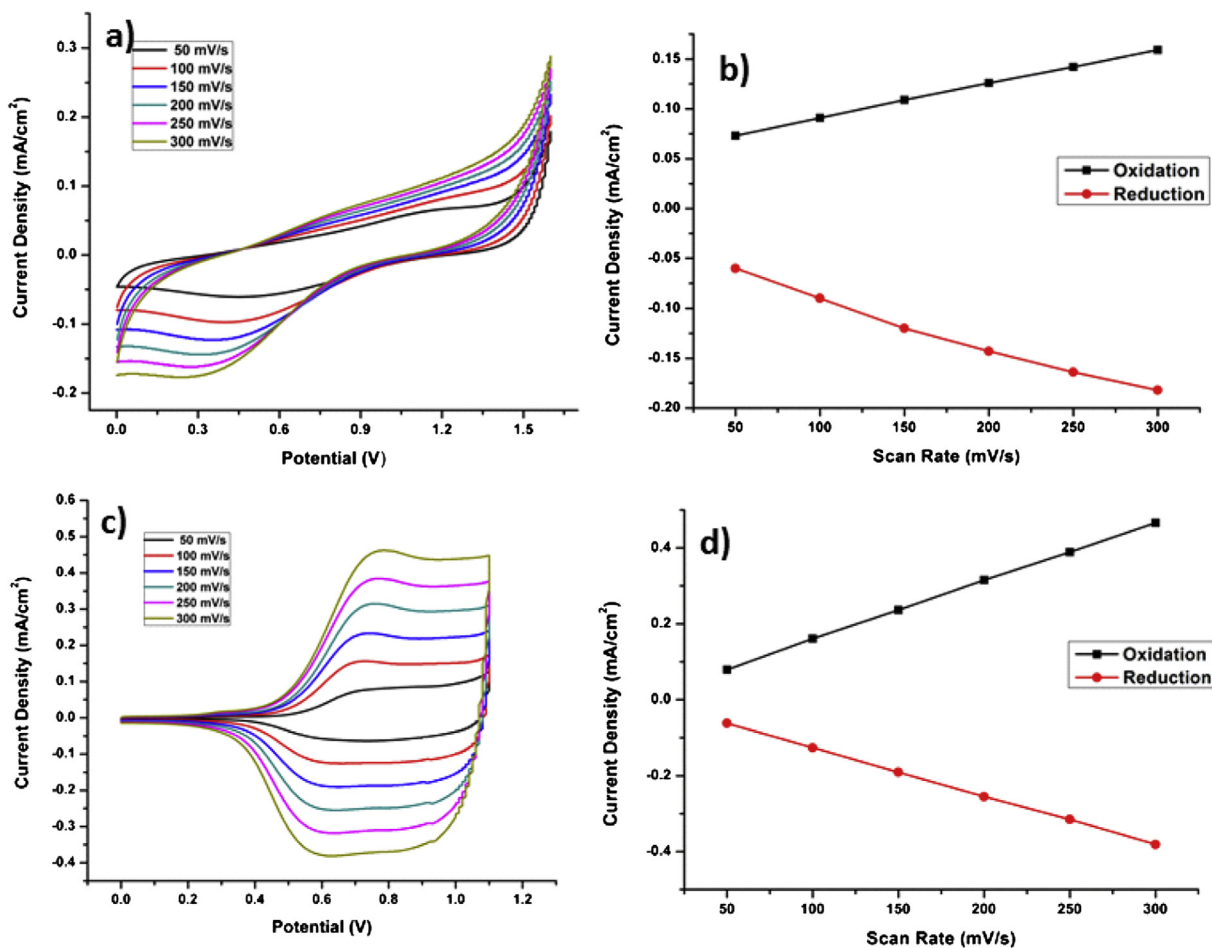 a)
50 mV/s
100 mV/s
150 mV/s
200 mV/s
250 mV/s
300 mV/s
0.3
0.2
0.1
0.0
-0.1
-0.2
Current Density (mA/cm²)
0.0 0.3 0.6 0.9 1.2 1.5
Potential (V)
b)
Oxidation
Reduction
0.15
0.10
0.05
0.00
-0.05
-0.10
-0.15
-0.20
Current Density (mA/cm²)
50 100 150 200 250 300
Scan Rate (mV/s)
c)
50 mV/s
100 mV/s
150 mV/s
200 mV/s
250 mV/s
300 mV/s
0.6
0.5
0.4
0.3
0.2
0.1
0.0
-0.1
-0.2
-0.3
-0.4
Current Density (mA/cm²)
0.0 0.2 0.4 0.6 0.8 1.0 1.2
Potential (V)
d)
Oxidation
Reduction
0.4
0.2
0.0
-0.2
-0.4
Current Density (mA/cm²)
50 100 150 200 250 300
Scan Rate (mV/s)